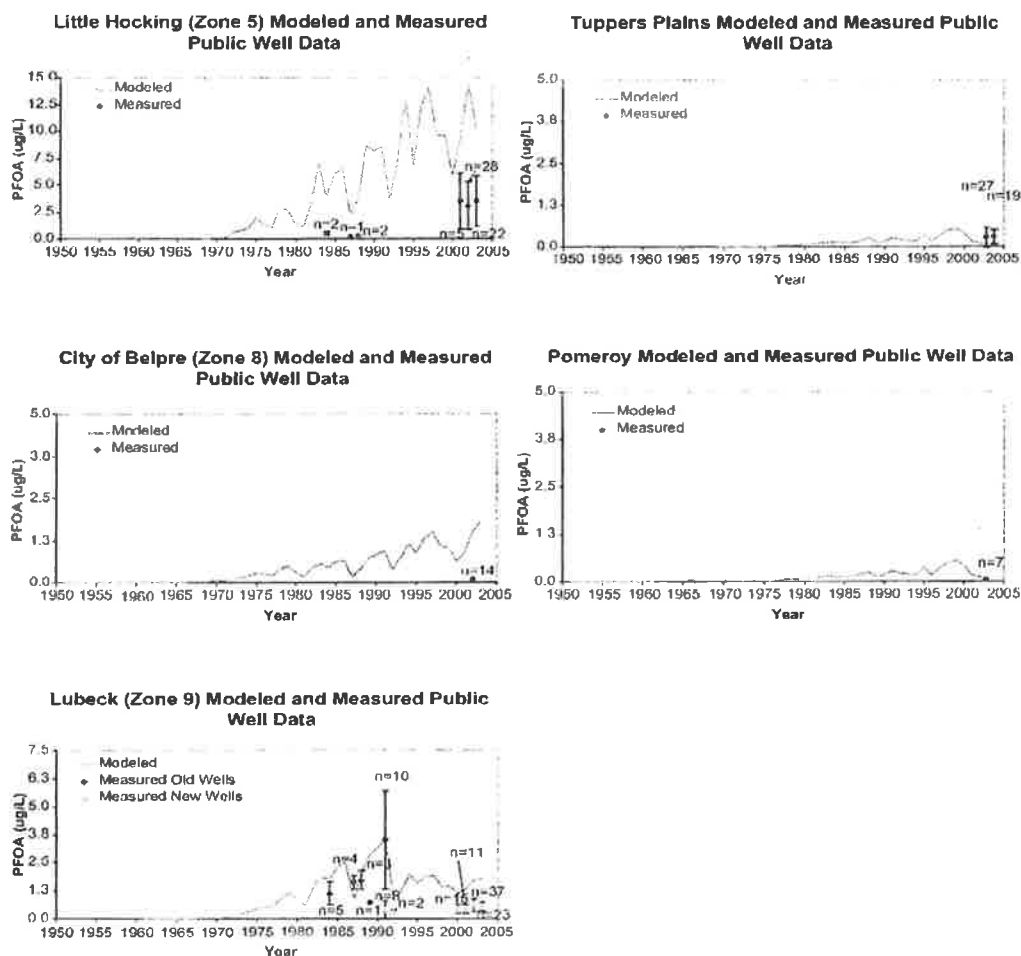 Little Hocking (Zone 5) Modeled and Measured
Public Well Data
PFOA (ug/L)
15.0
12.5
10.0
7.5
5.0
2.5
0.0
Modeled
Measured
n=2
n=1
n=2
n=5
n=28
n=22
1950 1955 1960 1965 1970 1975 1980 1985 1990 1995 2000 2005
Year
Tuppers Plains Modeled and Measured Public
Well Data
PFOA (ug/L)
5.0
3.8
2.5
1.3
0.0
Modeled
Measured
n=27
n=19
1950 1955 1960 1965 1970 1975 1980 1985 1990 1995 2000 2005
Year
City of Belpre (Zone 8) Modeled and Measured
Public Well Data
PFOA (ug/L)
5.0
3.8
2.5
1.3
0.0
Modeled
Measured
n=14
1950 1955 1960 1965 1970 1975 1980 1985 1990 1995 2000 2005
Year
Pomeroy Modeled and Measured Public Well Data
PFOA (ug/L)
5.0
3.8
2.5
1.3
0.0
Modeled
Measured
n=7
1950 1955 1960 1965 1970 1975 1980 1985 1990 1995 2000 2005
Year
Lubeck (Zone 9) Modeled and Measured Public
Well Data
PFOA (ug/L)
7.5
6.3
5.0
3.8
2.5
1.3
0.0
Modeled
Measured Old Wells
Measured New Wells
n=10
n=4
n=3
n=5
n=1
n=8
n=2
n=11
n=37
n=23
1950 1955 1960 1965 1970 1975 1980 1985 1990 1995 2000 2005
Year